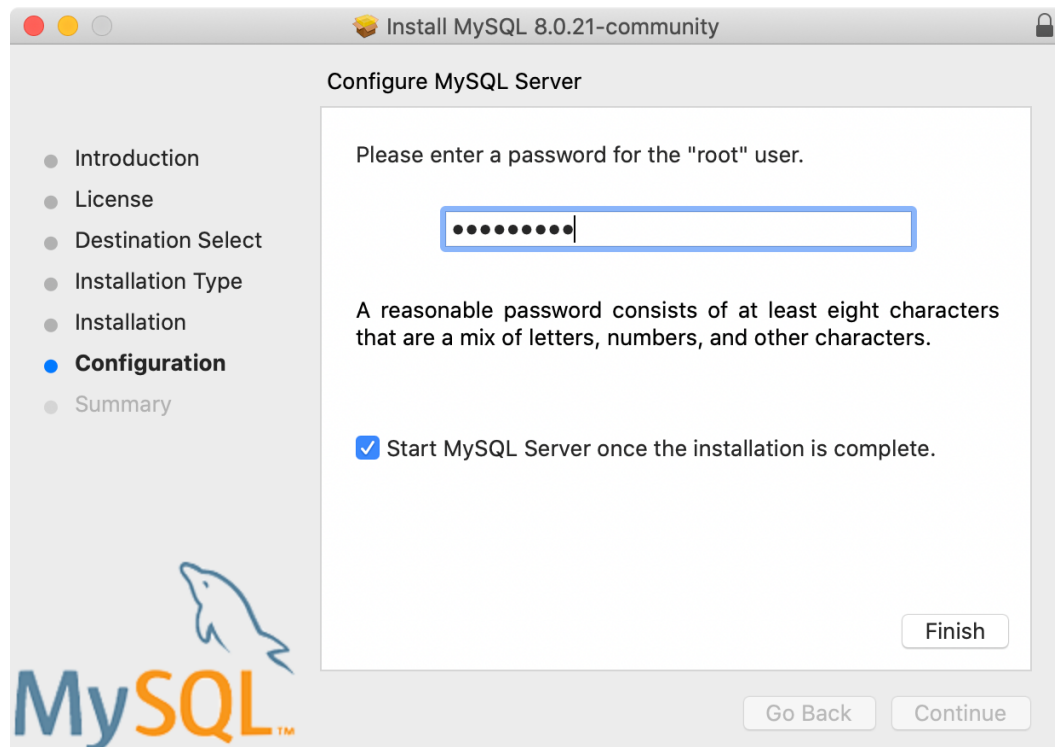 Install MySQL 8.0.21-community
Configure MySQL Server
Introduction
License
Destination Select
Installation Type
Installation
Configuration
Summary
Please enter a password for the "root" user.
•••••••••
A reasonable password consists of at least eight characters
that are a mix of letters, numbers, and other characters.
Start MySQL Server once the installation is complete.
Finish
MySQL™
Go Back
Continue